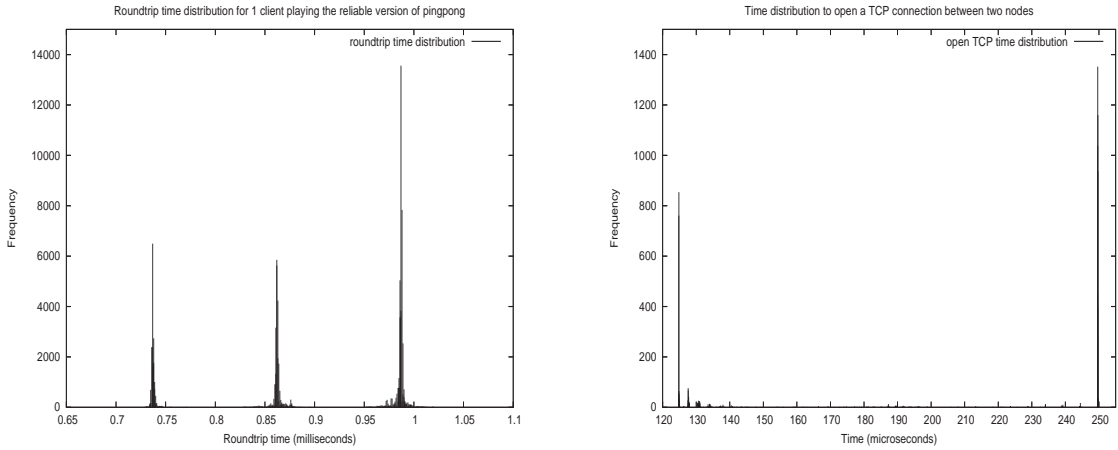 Roundtrip time distribution for 1 client playing the reliable version of pingpong
roundtrip time distribution
Frequency
14000
12000
10000
8000
6000
4000
2000
0
0.65 0.7 0.75 0.8 0.85 0.9 0.95 1 1.05 1.1
Roundtrip time (milliseconds)
Time distribution to open a TCP connection between two nodes
open TCP time distribution
Frequency
1400
1200
1000
800
600
400
200
0
120 130 140 150 160 170 180 190 200 210 220 230 240 250
Time (microseconds)